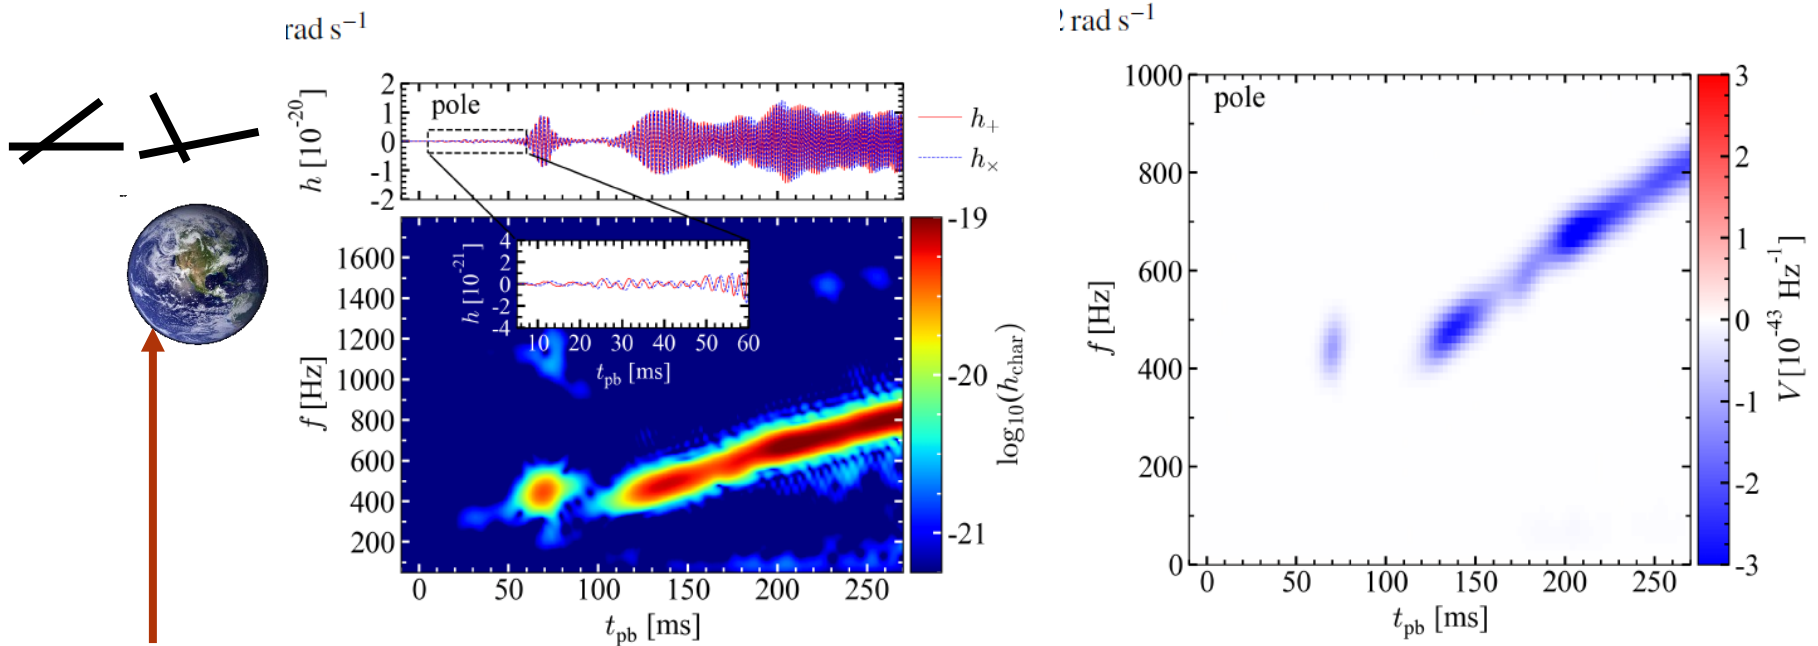 rad s⁻¹
pole
h [10⁻²⁰]
2
1
0
-1
-2
h₊
h×
1600
1400
1200
1000
800
600
400
200
f [Hz]
h [10⁻²¹]
4
2
0
-2
-4
10 20 30 40 50 60
t_pb [ms]
0 50 100 150 200 250
t_pb [ms]
-19
-20
-21
log₁₀(h_char)
2 rad s⁻¹
pole
1000
800
600
400
200
0
f [Hz]
0 50 100 150 200 250
t_pb [ms]
3
2
1
0
-1
-2
-3
V [10⁻⁴³ Hz⁻¹]